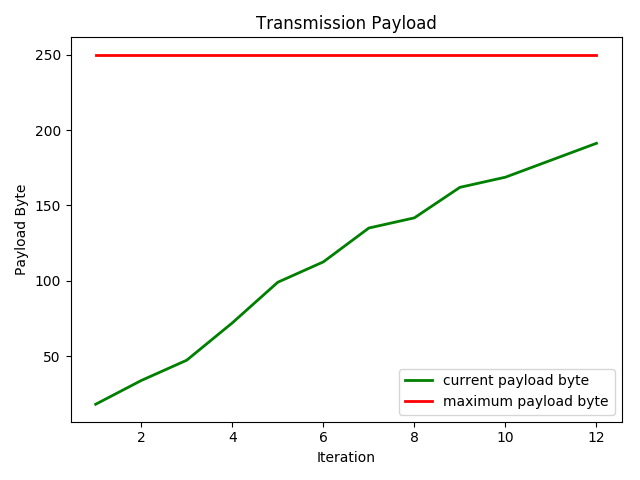 Transmission Payload
Payload Byte
250
200
150
100
50
current payload byte
maximum payload byte
2 4 6 8 10 12
Iteration